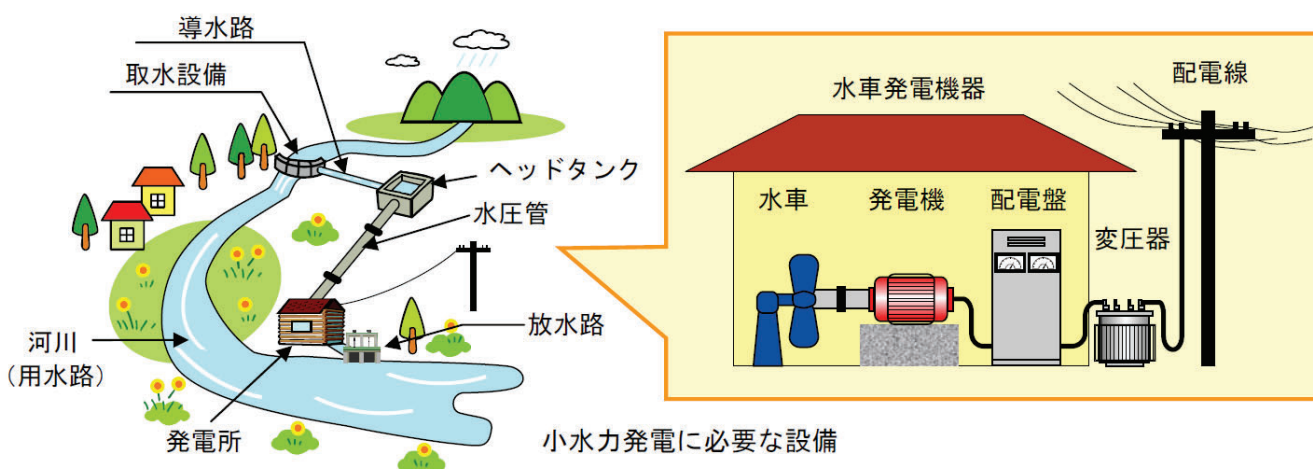 導水路
取水設備
ヘッドタンク
水圧管
放水路
河川
（用水路）
発電所
小水力発電に必要な設備
水車発電機器
配電線
水車
発電機
配電盤
変圧器